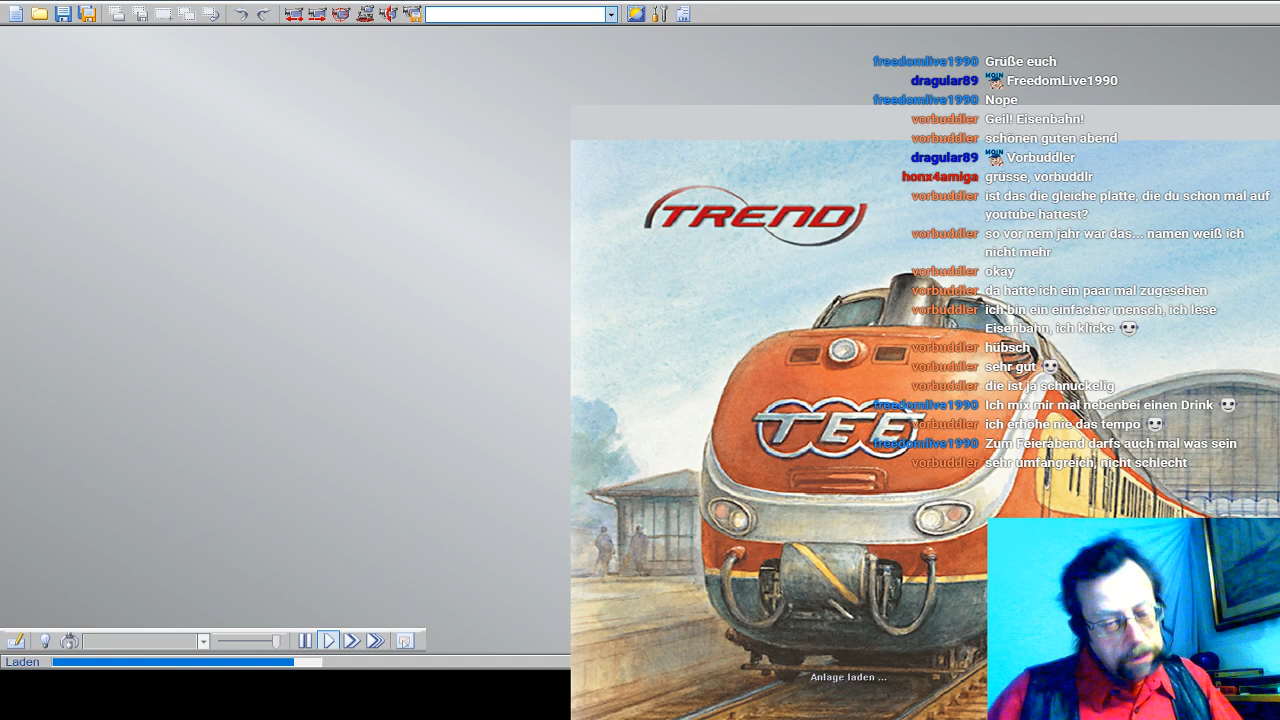 freedomlive1990 Grüße euch
dragular89 MOIN FreedomLive1990
freedomlive1990 Nope
vorbuddler Geil! Eisenbahn!
vorbuddler schönen guten abend
dragular89 MOIN Vorbuddler
honx4amiga grüsse, vorbuddlr
vorbuddler ist das die gleiche platte, die du schon mal auf
youtube hattest?
vorbuddler so vor nem jahr war das... namen weiß ich
nicht mehr
vorbuddler okay
vorbuddler da hatte ich ein paar mal zugesehen
vorbuddler ich bin ein einfacher mensch, ich lese
Eisenbahn, ich klicke
vorbuddler hübsch
vorbuddler sehr gut
vorbuddler die ist ja schnuckelig
freedomlive1990 Ich mix mir mal nebenbei einen Drink
vorbuddler ich erhöhe nie das tempo
freedomlive1990 Zum Feierabend darfs auch mal was sein
vorbuddler sehr umfangreich, nicht schlecht
TREND
TEE
Laden
Anlage laden ...